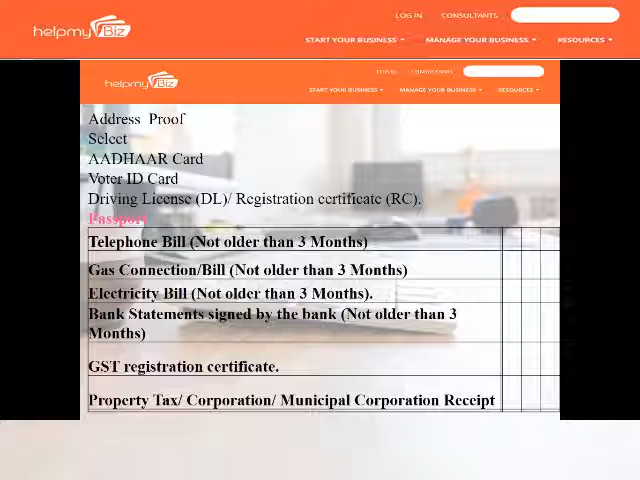 helpmyBiz
LOG IN CONSULTANTS
START YOUR BUSINESS MANAGE YOUR BUSINESS RESOURCES
helpmyBiz
START YOUR BUSINESS MANAGE YOUR BUSINESS RESOURCES
Address Proof
Select
AADHAAR Card
Voter ID Card
Driving License (DL)/ Registration certificate (RC).
Passport
Telephone Bill (Not older than 3 Months)
Gas Connection/Bill (Not older than 3 Months)
Electricity Bill (Not older than 3 Months).
Bank Statements signed by the bank (Not older than 3
Months)
GST registration certificate.
Property Tax/ Corporation/ Municipal Corporation Receipt